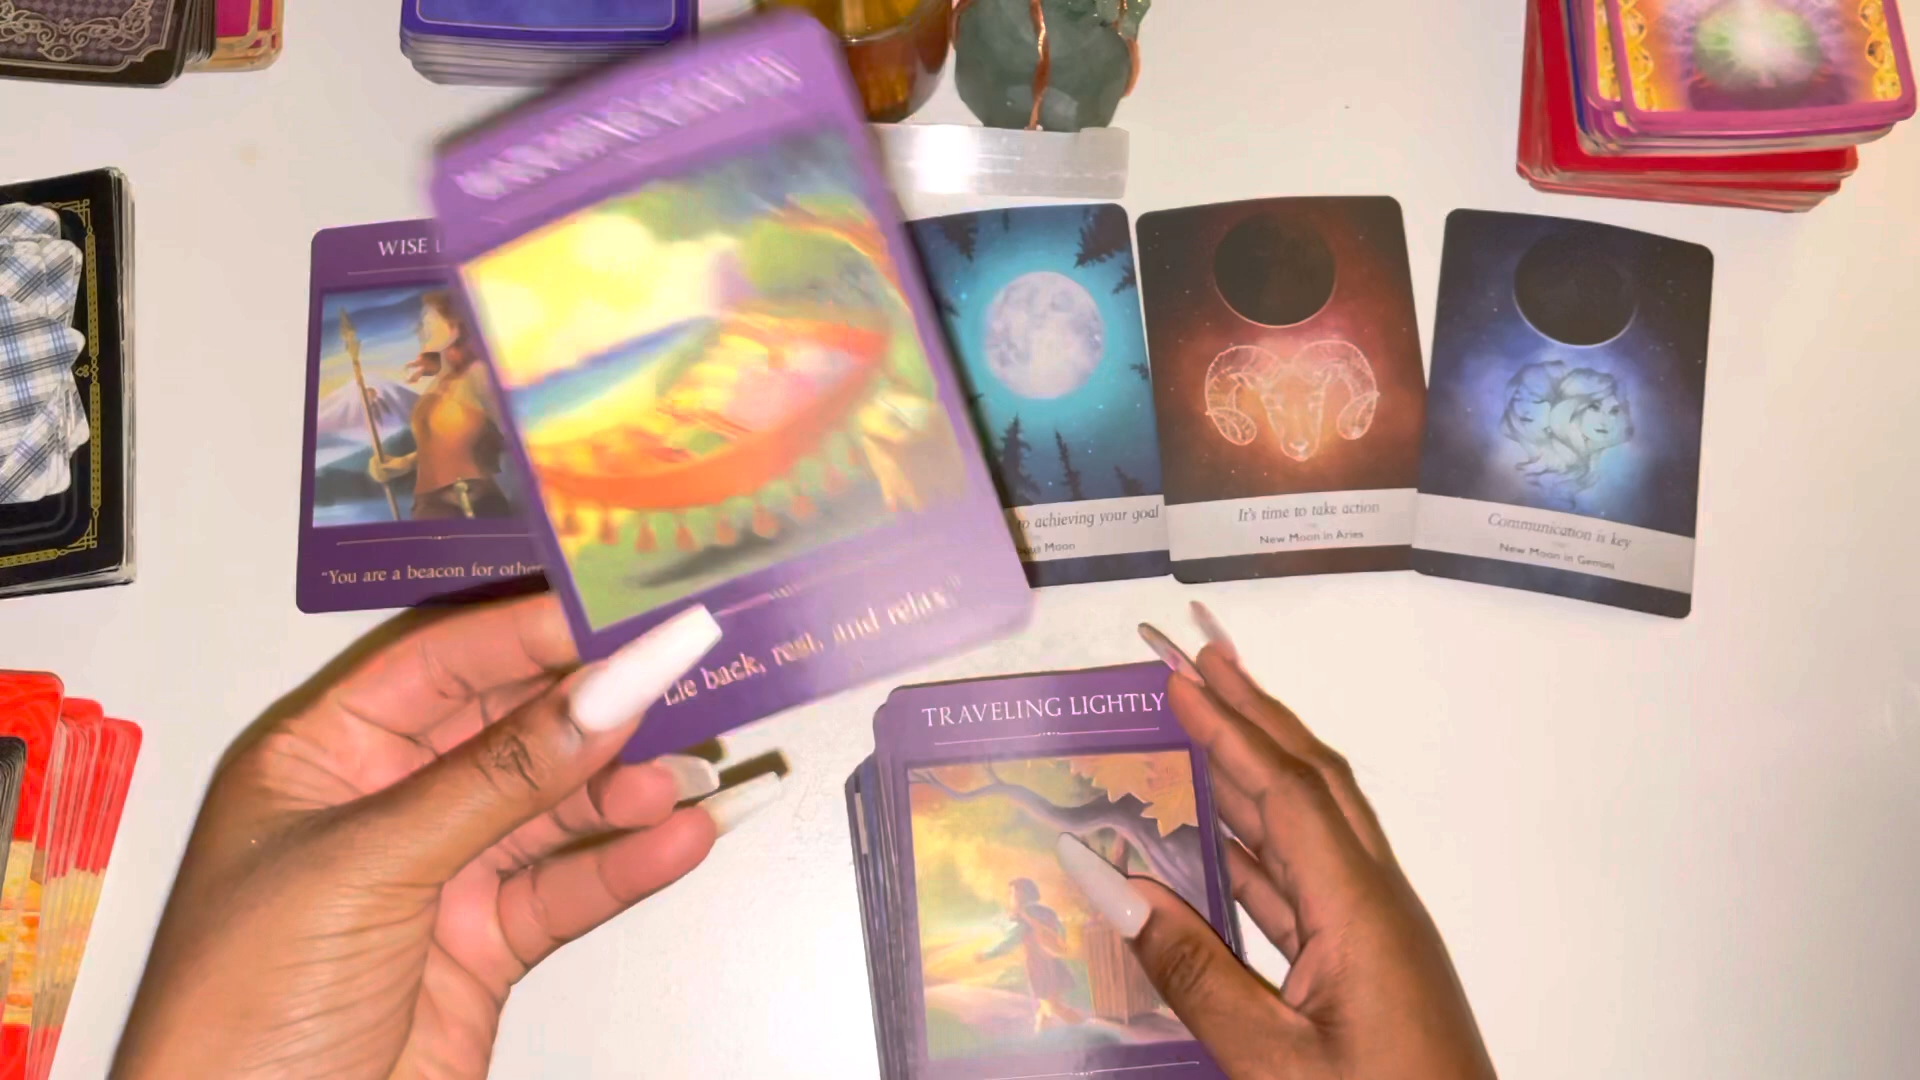 WISE
"You are a beacon for other
"Lie back, rest, and relax."
to achieving your goal
Moon
It's time to take action
New Moon in Aries
Communication is key
New Moon in Gemini
TRAVELING LIGHTLY